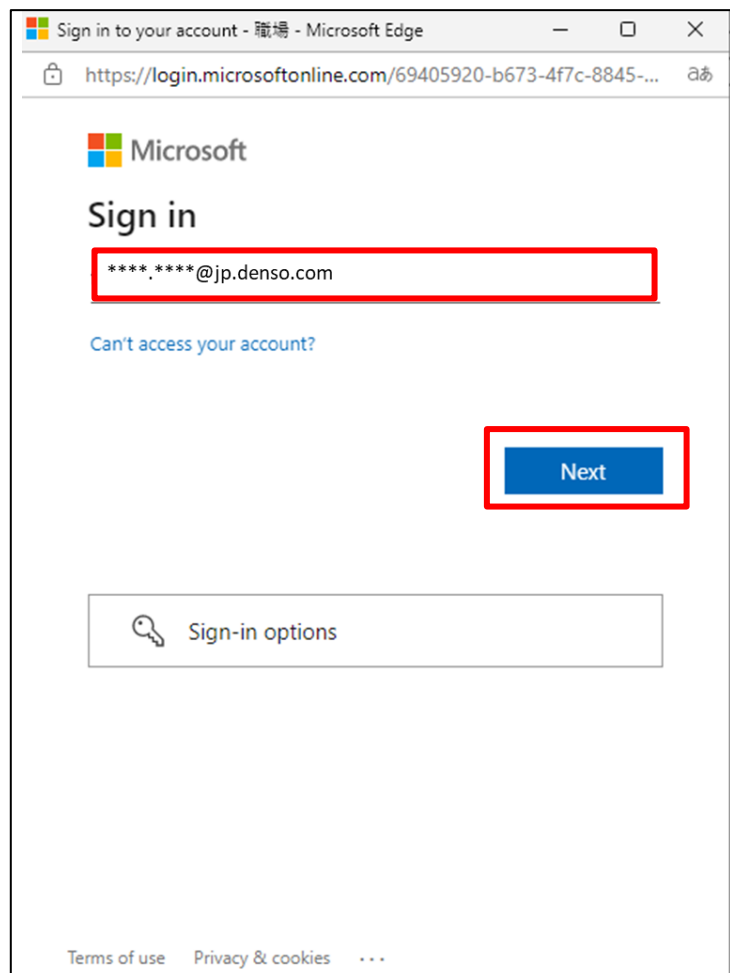 Sign in to your account - 職場 - Microsoft Edge
https://login.microsoftonline.com/69405920-b673-4f7c-8845-...
aあ
Microsoft
Sign in
****.****@jp.denso.com
Can't access your account?
Next
Sign-in options
Terms of use Privacy & cookies ...